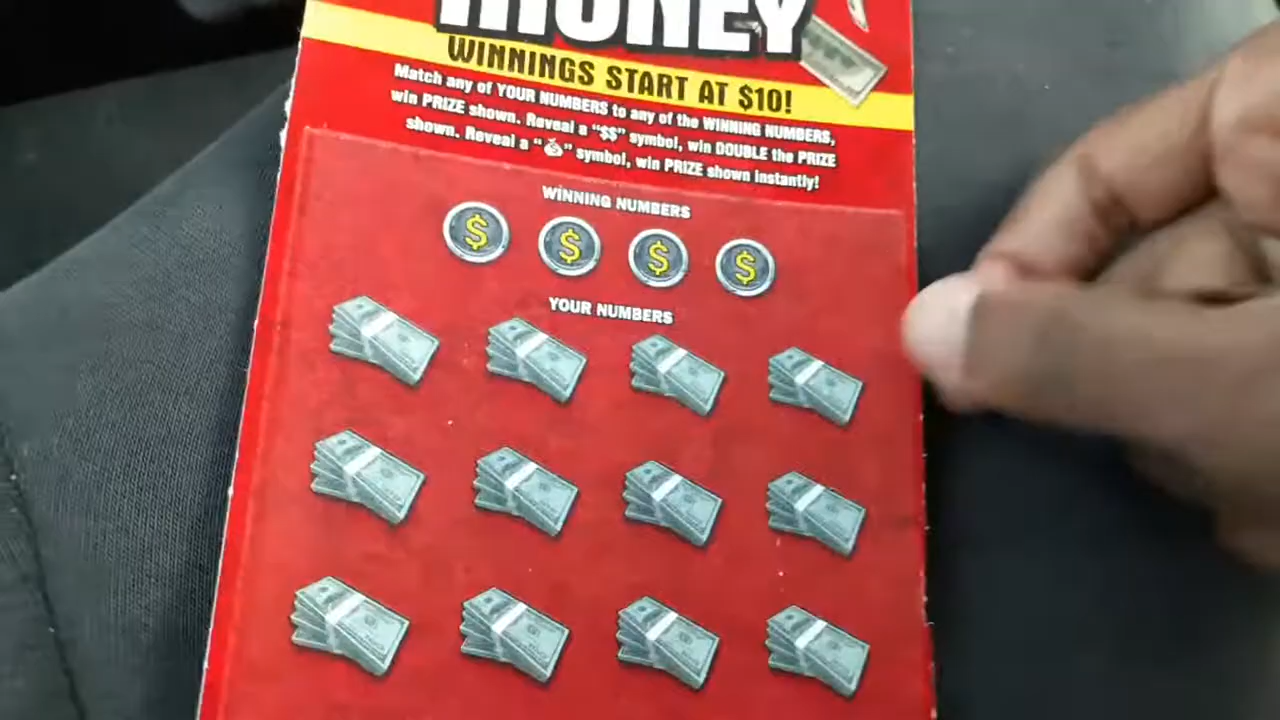 MONEY
WINNINGS START AT $10!
Match any of YOUR NUMBERS to any of the WINNING NUMBERS,
win PRIZE shown. Reveal a "$$" symbol, win DOUBLE the PRIZE
shown. Reveal a "💰" symbol, win PRIZE shown instantly!
WINNING NUMBERS
$ $ $ $
YOUR NUMBERS